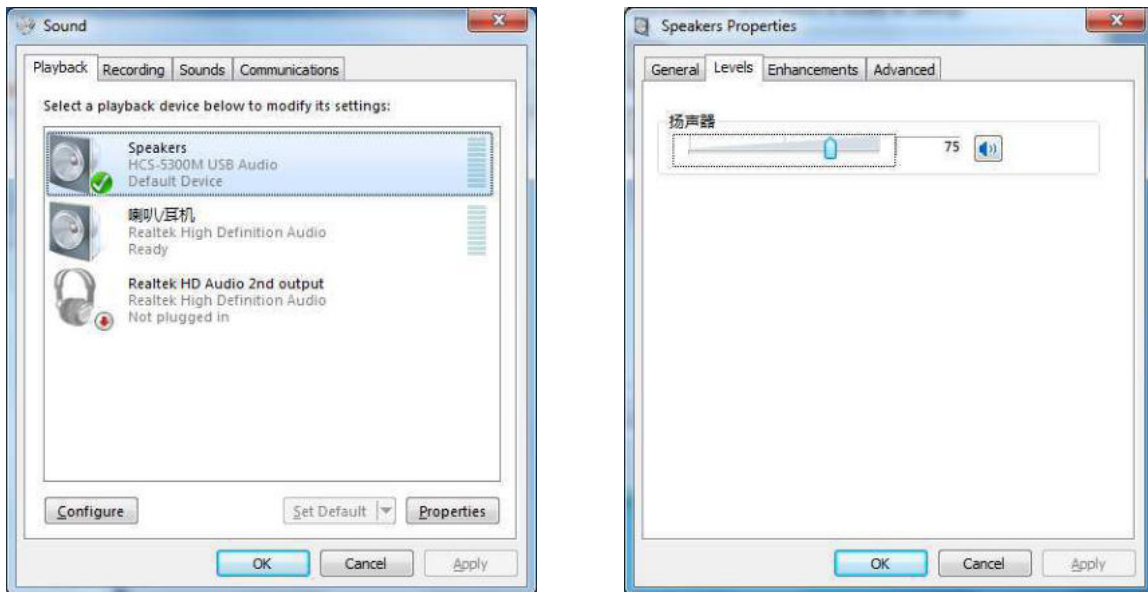 Sound
Playback Recording Sounds Communications
Select a playback device below to modify its settings:
Speakers
HCS-5300M USB Audio
Default Device
喇叭/耳机
Realtek High Definition Audio
Ready
Realtek HD Audio 2nd output
Realtek High Definition Audio
Not plugged in
Configure Set Default Properties
OK Cancel Apply
Speakers Properties
General Levels Enhancements Advanced
扬声器
75
OK Cancel Apply